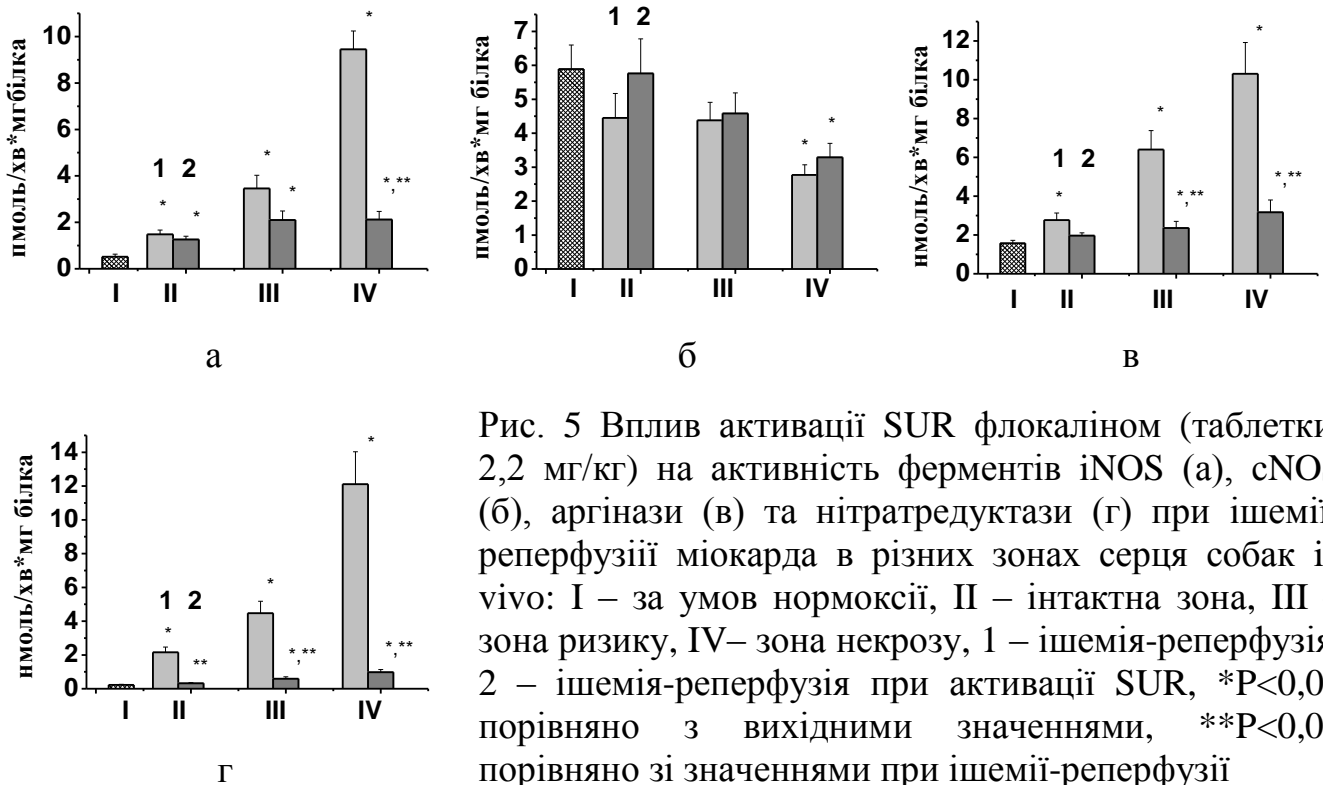 пмоль/хв*мгбілка
10
8
6
4
2
0
1 2
* * * * * *,**
I II III IV
а
пмоль/хв*мг білка
7
6
5
4
3
2
1
0
1 2
* *
I II III IV
б
нмоль/хв*мг білка
12
10
8
6
4
2
0
1 2
* * *,** * *,**
I II III IV
в
нмоль/хв*мг білка
14
12
10
8
6
4
2
0
1 2
* ** * *,** * *,**
I II III IV
г
Рис. 5 Вплив активації SUR флокаліном (таблетки
2,2 мг/кг) на активність ферментів iNOS (а), cNO
(б), аргінази (в) та нітратредуктази (г) при ішемії
реперфузіїї міокарда в різних зонах серця собак і
vivo: I – за умов нормоксії, II – інтактна зона, III
зона ризику, IV– зона некрозу, 1 – ішемія-реперфузія
2 – ішемія-реперфузія при активації SUR, *P<0,0
порівняно з вихідними значеннями, **P<0,0
порівняно зі значеннями при ішемії-реперфузії